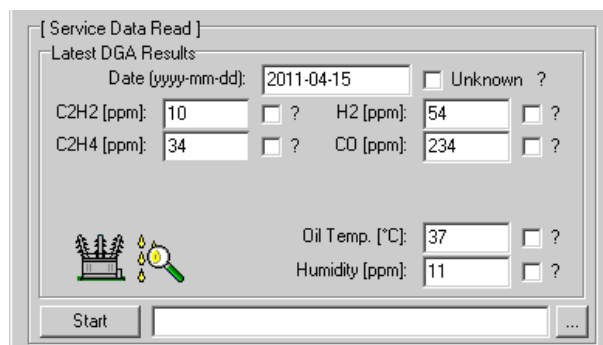 [ Service Data Read ]
Latest DGA Results
Date (yyyy-mm-dd): 2011-04-15 Unknown ?
C2H2 [ppm]: 10 ? H2 [ppm]: 54 ?
C2H4 [ppm]: 34 ? CO [ppm]: 234 ?
Oil Temp. [°C]: 37 ?
Humidity [ppm]: 11 ?
Start ...